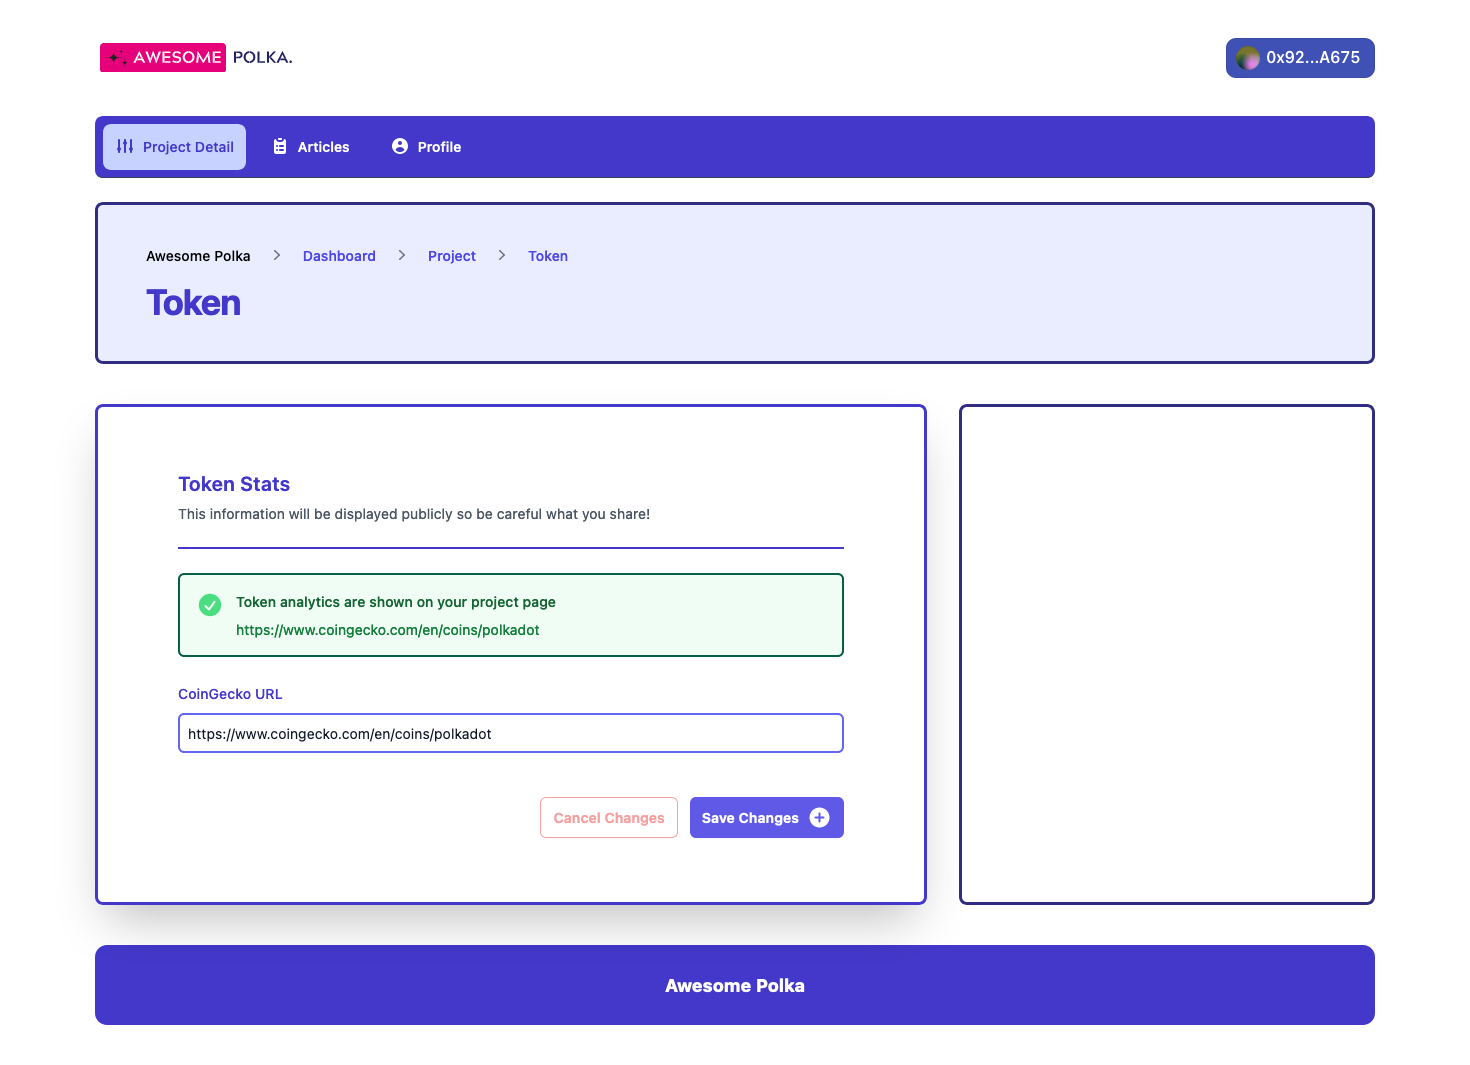 AWESOME POLKA.
0x92...A675
Project Detail
Articles
Profile
Awesome Polka
Dashboard
Project
Token
Token
Token Stats
This information will be displayed publicly so be careful what you share!
Token analytics are shown on your project page
https://www.coingecko.com/en/coins/polkadot
CoinGecko URL
https://www.coingecko.com/en/coins/polkadot
Cancel Changes
Save Changes
Awesome Polka